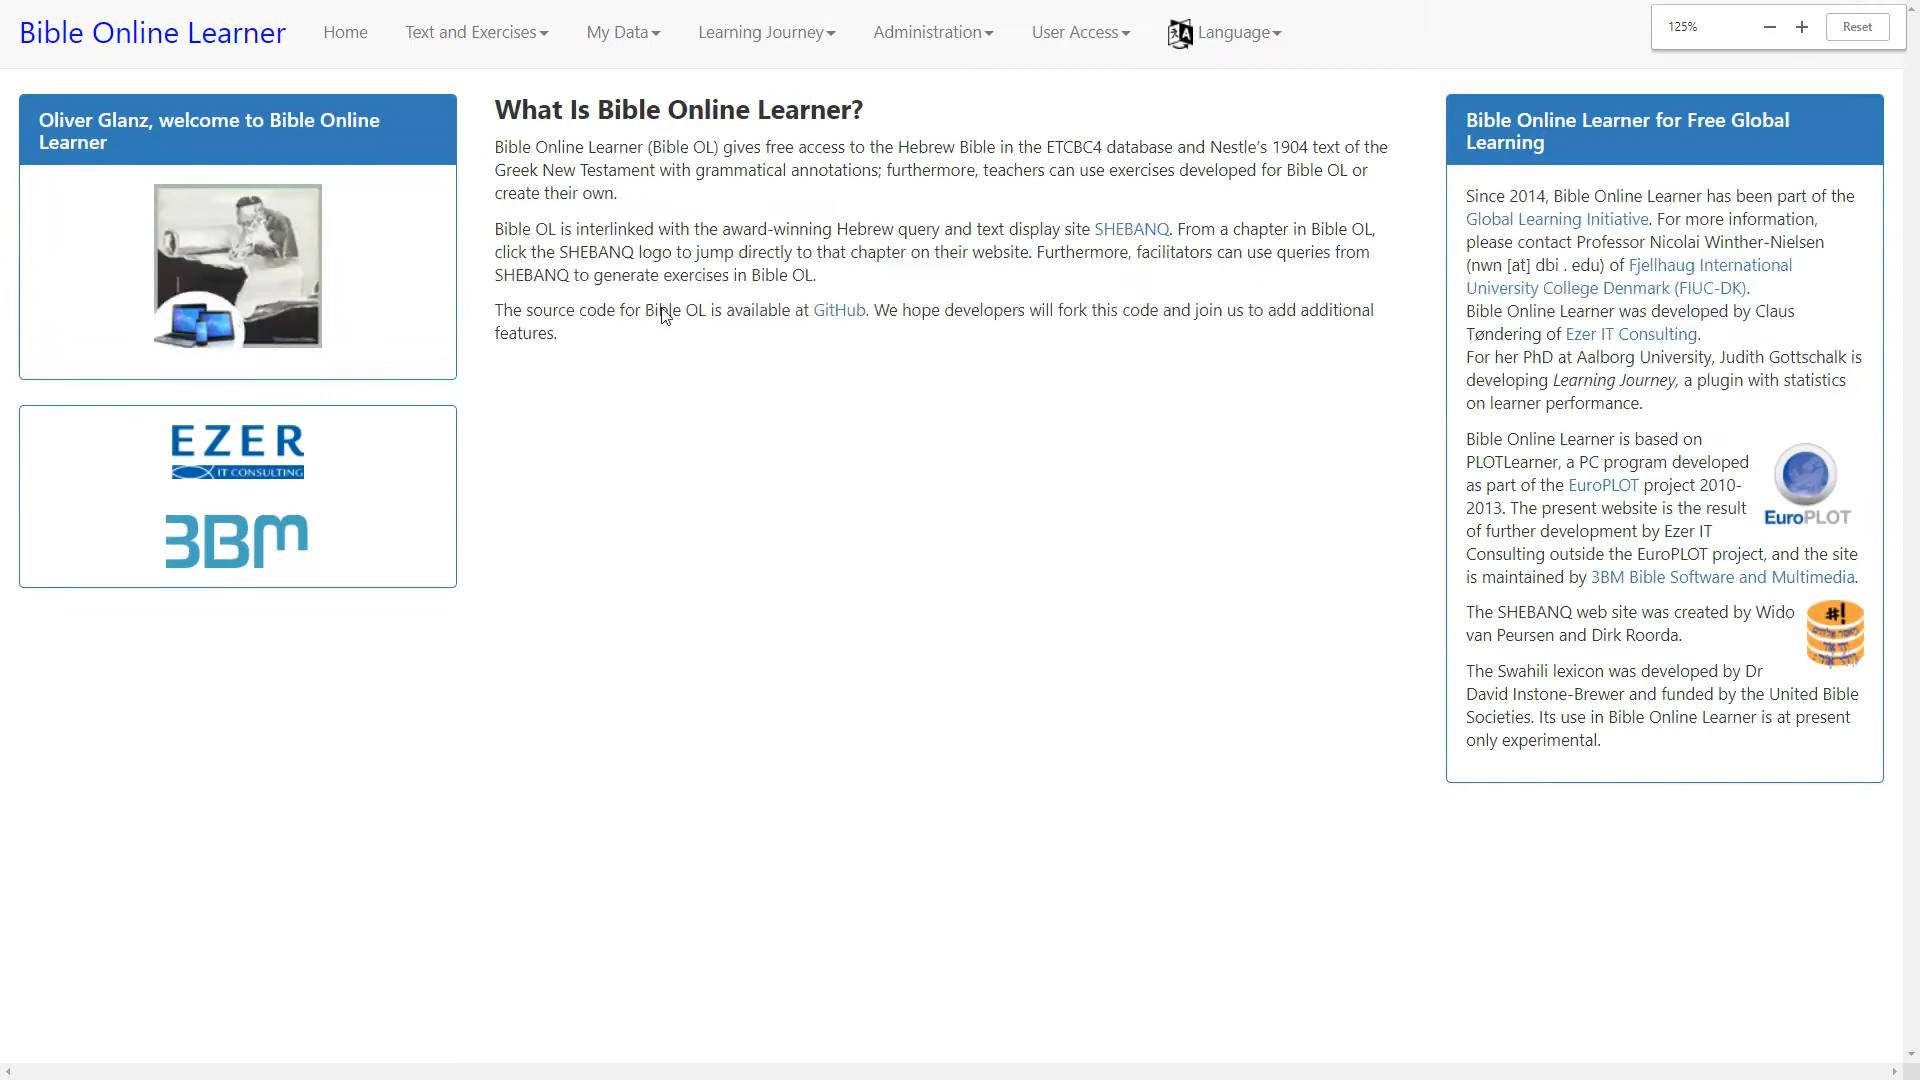 Bible Online Learner
Home
Text and Exercises
My Data
Learning Journey
Administration
User Access
Language
125%
Reset
Oliver Glanz, welcome to Bible Online
Learner
EZER
IT CONSULTING
3BM
What Is Bible Online Learner?
Bible Online Learner (Bible OL) gives free access to the Hebrew Bible in the ETCBC4 database and Nestle’s 1904 text of the
Greek New Testament with grammatical annotations; furthermore, teachers can use exercises developed for Bible OL or
create their own.
Bible OL is interlinked with the award-winning Hebrew query and text display site SHEBANQ. From a chapter in Bible OL,
click the SHEBANQ logo to jump directly to that chapter on their website. Furthermore, facilitators can use queries from
SHEBANQ to generate exercises in Bible OL.
The source code for Bible OL is available at GitHub. We hope developers will fork this code and join us to add additional
features.
Bible Online Learner for Free Global
Learning
Since 2014, Bible Online Learner has been part of the
Global Learning Initiative. For more information,
please contact Professor Nicolai Winther-Nielsen
(nwn [at] dbi . edu) of Fjellhaug International
University College Denmark (FIUC-DK).
Bible Online Learner was developed by Claus
Tøndering of Ezer IT Consulting.
For her PhD at Aalborg University, Judith Gottschalk is
developing Learning Journey, a plugin with statistics
on learner performance.
Bible Online Learner is based on
PLOTLearner, a PC program developed
as part of the EuroPLOT project 2010-
2013. The present website is the result
of further development by Ezer IT
Consulting outside the EuroPLOT project, and the site
is maintained by 3BM Bible Software and Multimedia.
EuroPLOT
The SHEBANQ web site was created by Wido
van Peursen and Dirk Roorda.
#!
The Swahili lexicon was developed by Dr
David Instone-Brewer and funded by the United Bible
Societies. Its use in Bible Online Learner is at present
only experimental.